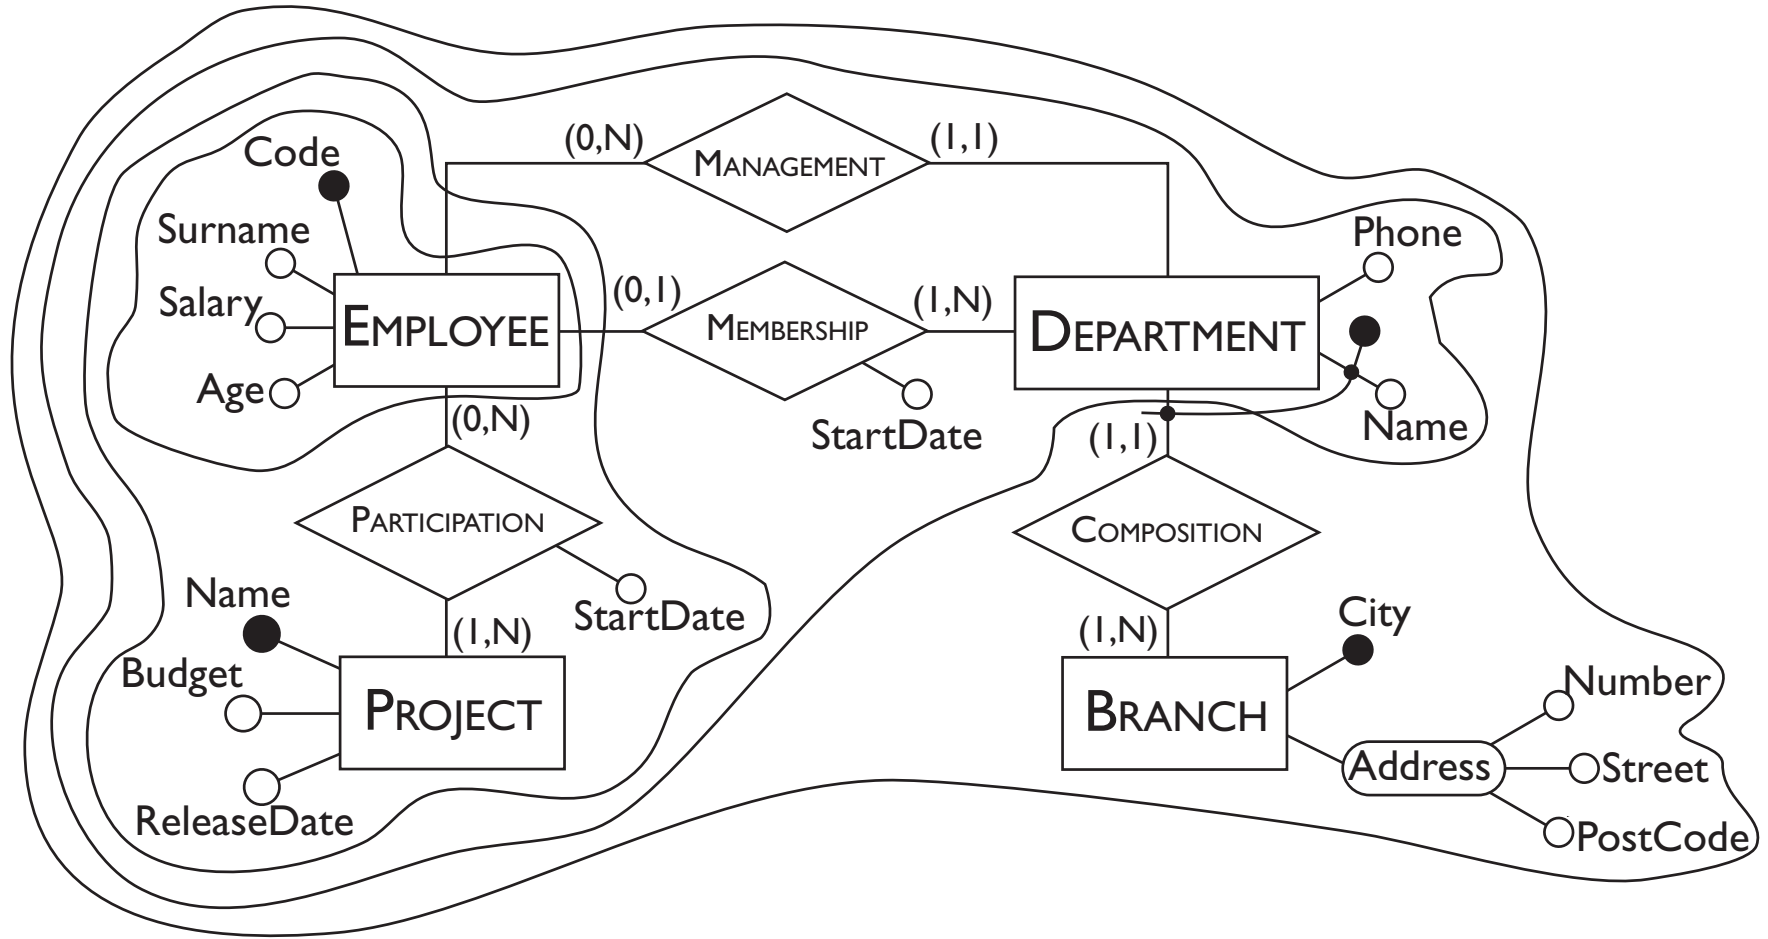 (0,N)
MANAGEMENT
(1,1)
Code
Surname
Salary
Age
EMPLOYEE
(0,1)
MEMBERSHIP
(1,N)
StartDate
DEPARTMENT
Phone
Name
(0,N)
(1,1)
PARTICIPATION
StartDate
COMPOSITION
Name
Budget
ReleaseDate
(1,N)
PROJECT
(1,N)
BRANCH
City
Address
Number
Street
PostCode